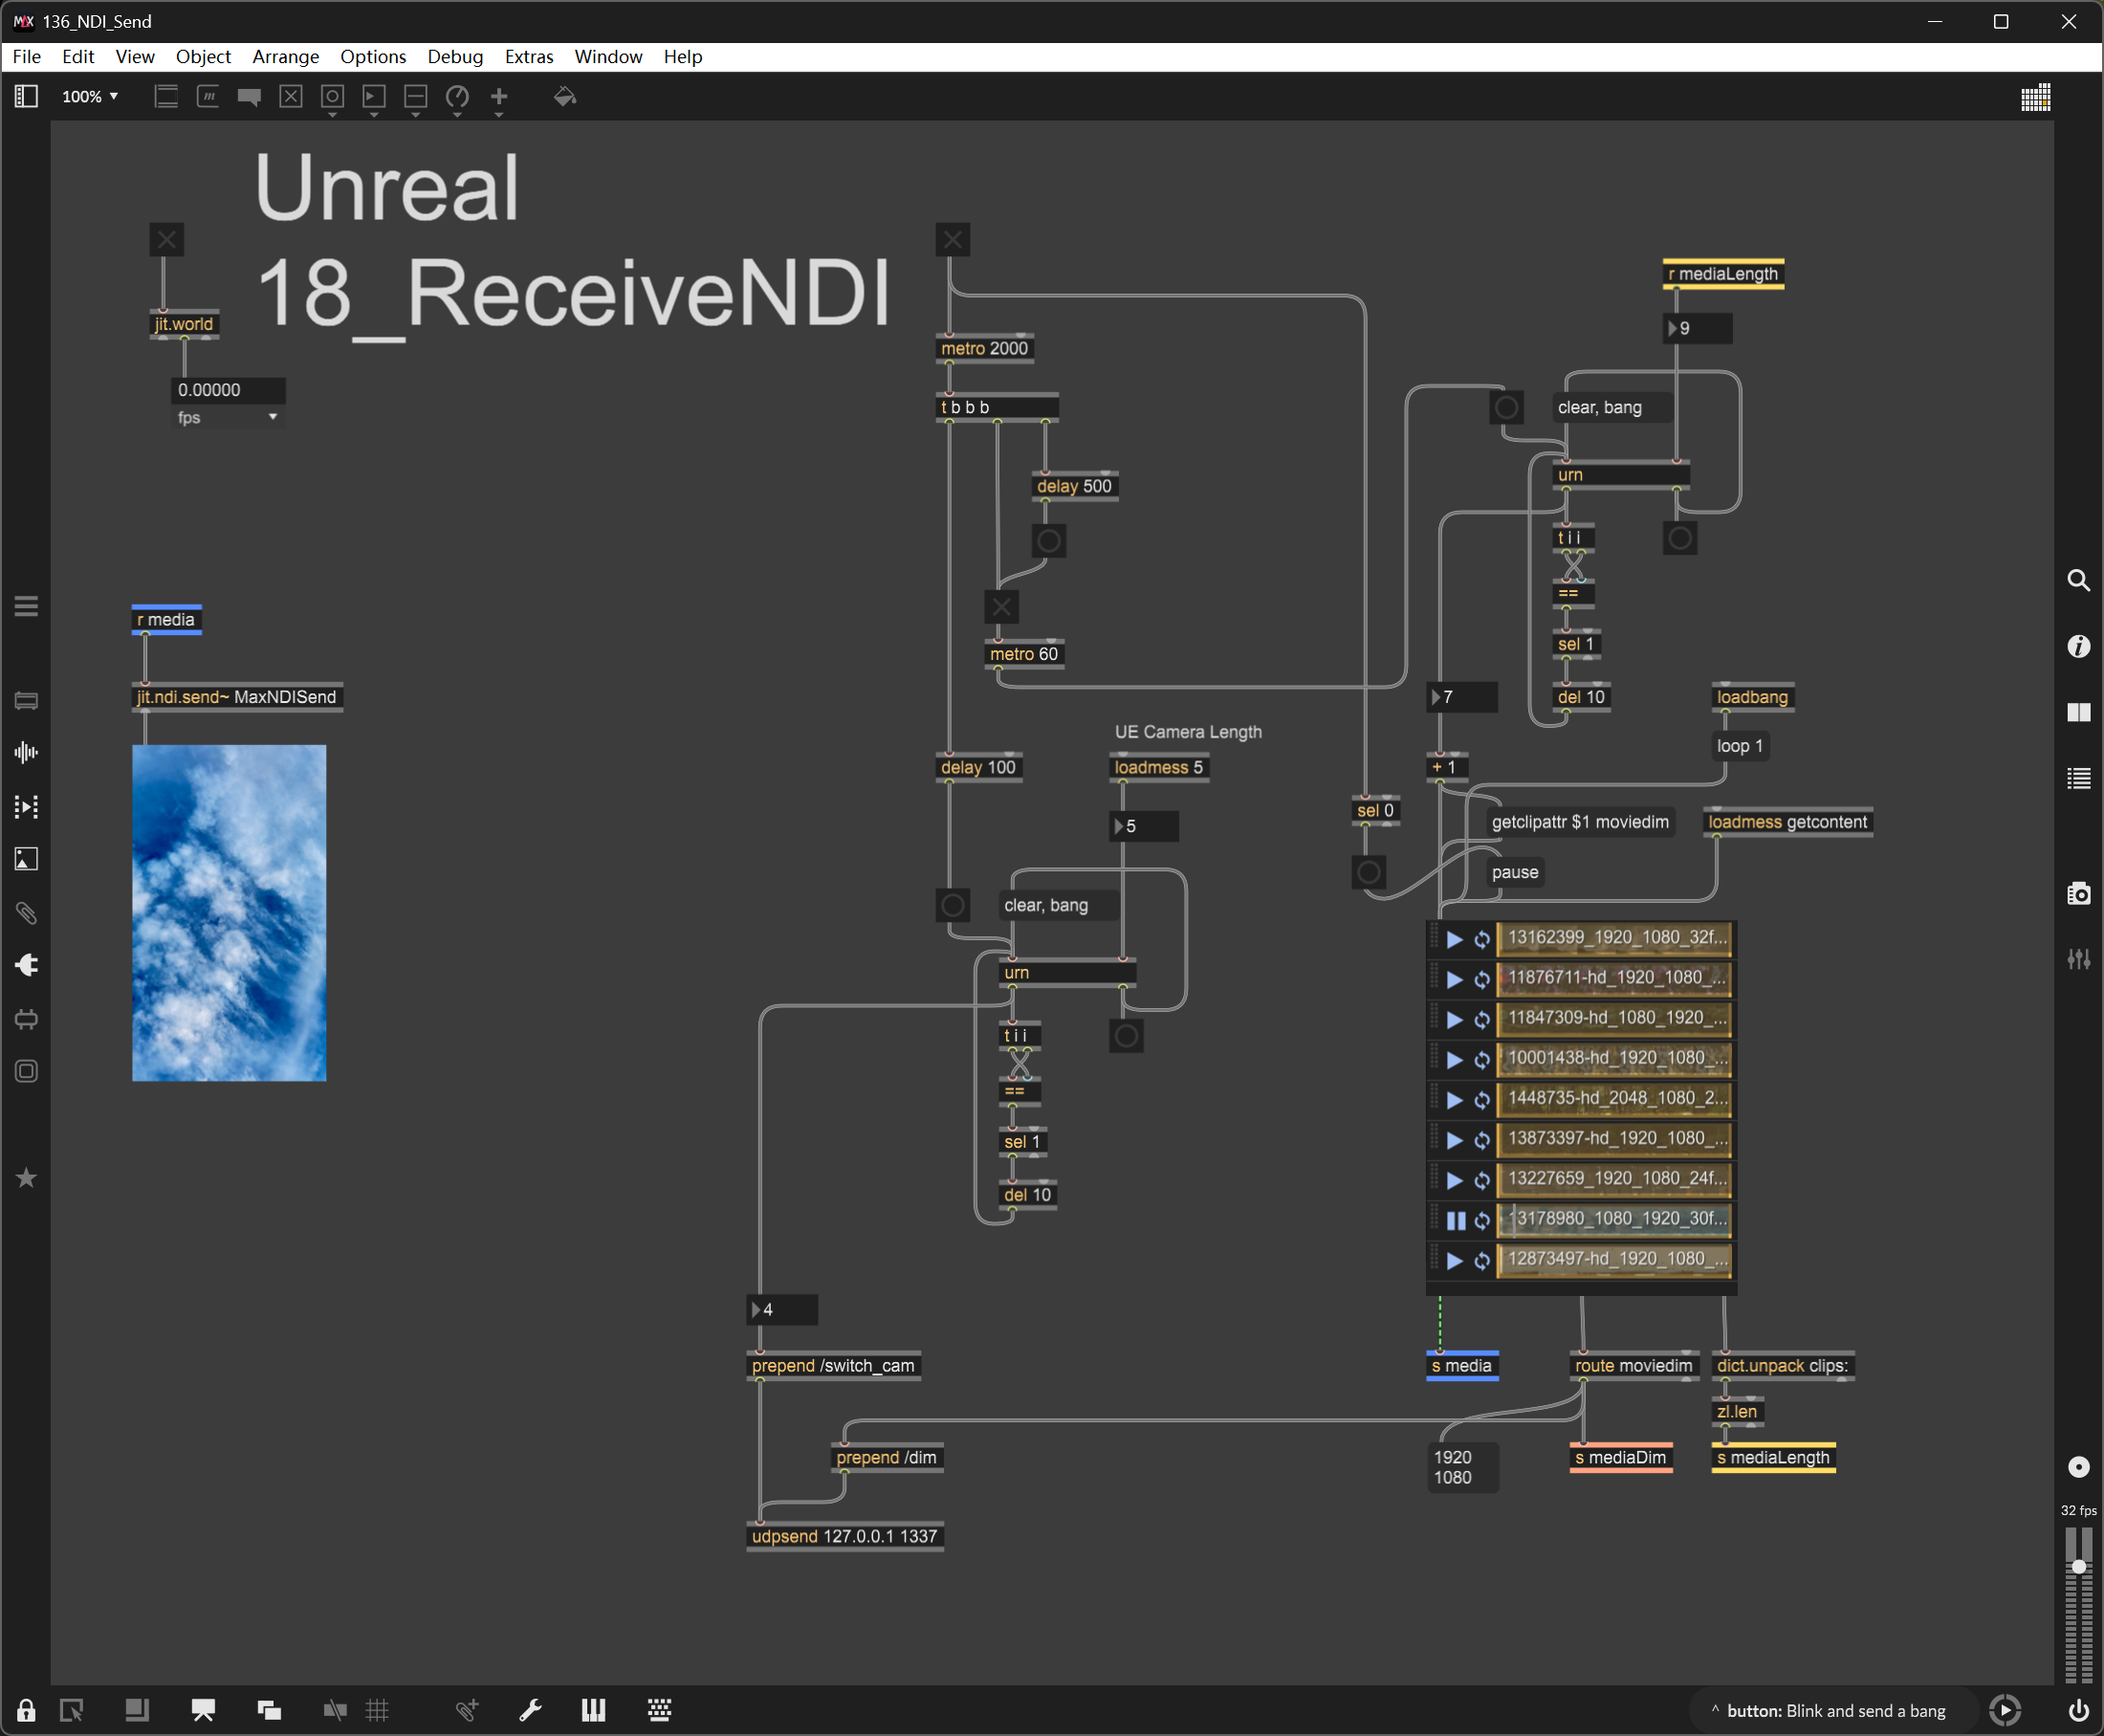 136_NDI_Send
File Edit View Object Arrange Options Debug Extras Window Help
100%
Unreal
18_ReceiveNDI
jit.world
0.00000
fps
r media
jit.ndi.send~ MaxNDISend
metro 2000
t b b b
delay 500
metro 60
delay 100
UE Camera Length
loadmess 5
5
clear, bang
urn
t i i
==
sel 1
del 10
4
prepend /switch_cam
prepend /dim
udpsend 127.0.0.1 1337
r mediaLength
9
clear, bang
urn
t i i
==
sel 1
del 10
7
+ 1
sel 0
loadbang
loop 1
getclipattr $1 moviedim
loadmess getcontent
pause
13162399_1920_1080_32f...
11876711-hd_1920_1080_...
11847309-hd_1080_1920_...
10001438-hd_1920_1080_...
1448735-hd_2048_1080_2...
13873397-hd_1920_1080_...
13227659_1920_1080_24f...
13178980_1080_1920_30f...
12873497-hd_1920_1080_...
s media
route moviedim
dict.unpack clips:
zl.len
1920
1080
s mediaDim
s mediaLength
32 fps
^ button: Blink and send a bang